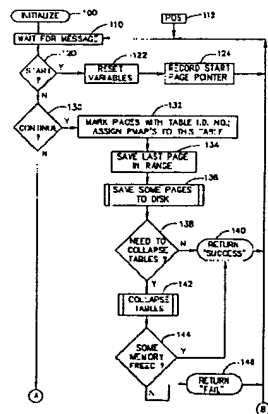 INITIALIZE
100
110
WAIT FOR MESSAGE
POS
112
120
START
?
Y
N
122
RESET
VARIABLES
124
RECORD START
PAGE POINTER
130
CONTINUE
?
Y
N
132
MARK PAGES WITH TABLE I.D. NO.;
ASSIGN PMAP'S TO THIS TABLE
134
SAVE LAST PAGE
IN RANGE
136
SAVE SOME PAGES
TO DISK
138
NEED TO
COLLAPSE
TABLES ?
N
Y
140
RETURN
"SUCCESS"
142
COLLAPSE
TABLES
144
SOME
MEMORY
FREED ?
Y
N
RETURN
"FAIL"
A
B